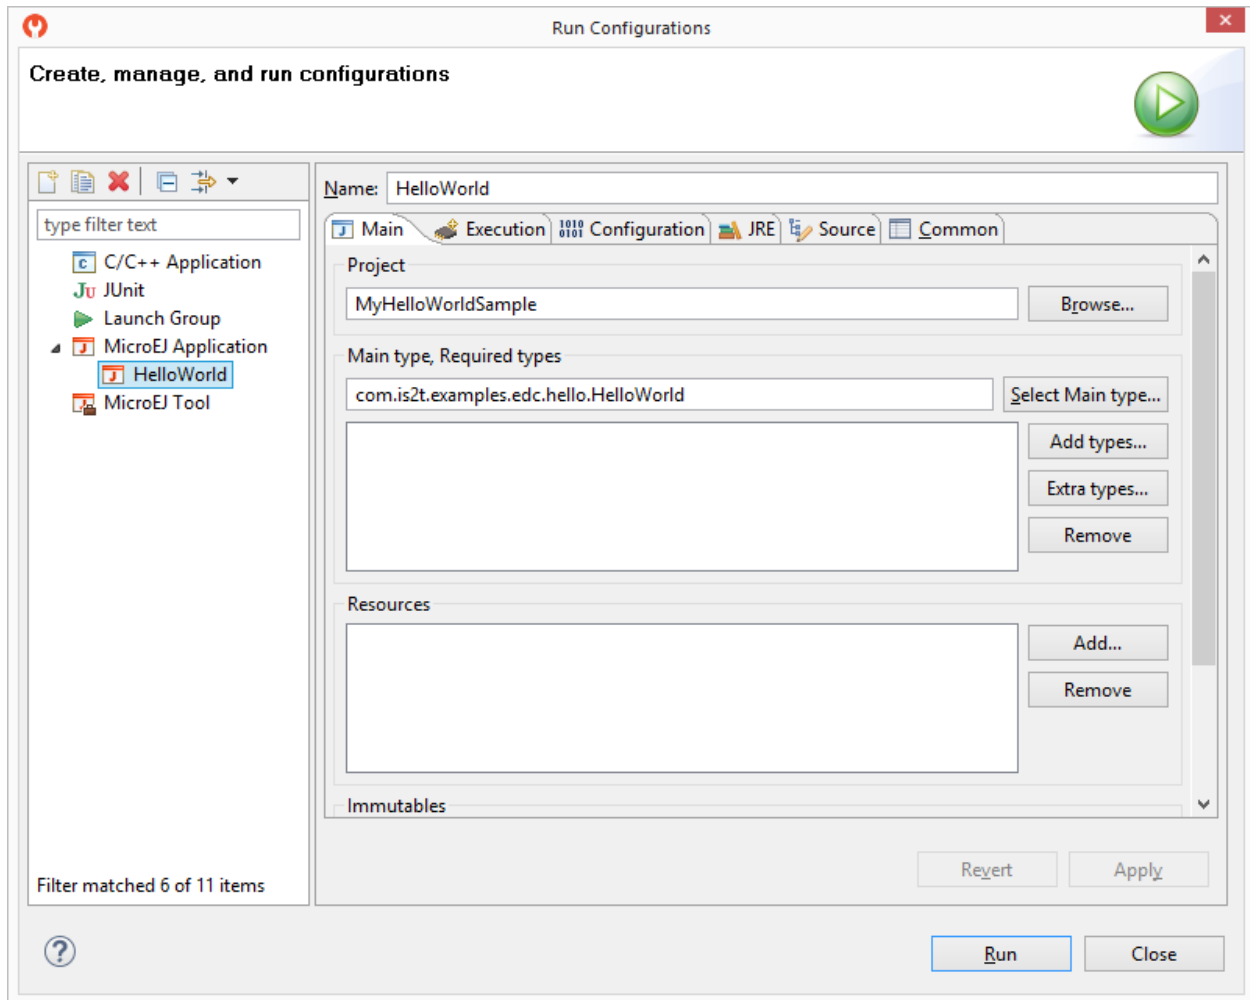 Run Configurations
Create, manage, and run configurations
type filter text
C/C++ Application
JUnit
Launch Group
MicroEJ Application
HelloWorld
MicroEJ Tool
Filter matched 6 of 11 items
Name: HelloWorld
Main Execution Configuration JRE Source Common
Project
MyHelloWorldSample Browse...
Main type, Required types
com.is2t.examples.edc.hello.HelloWorld Select Main type...
Add types...
Extra types...
Remove
Resources
Add...
Remove
Immutables
Revert Apply
Run Close